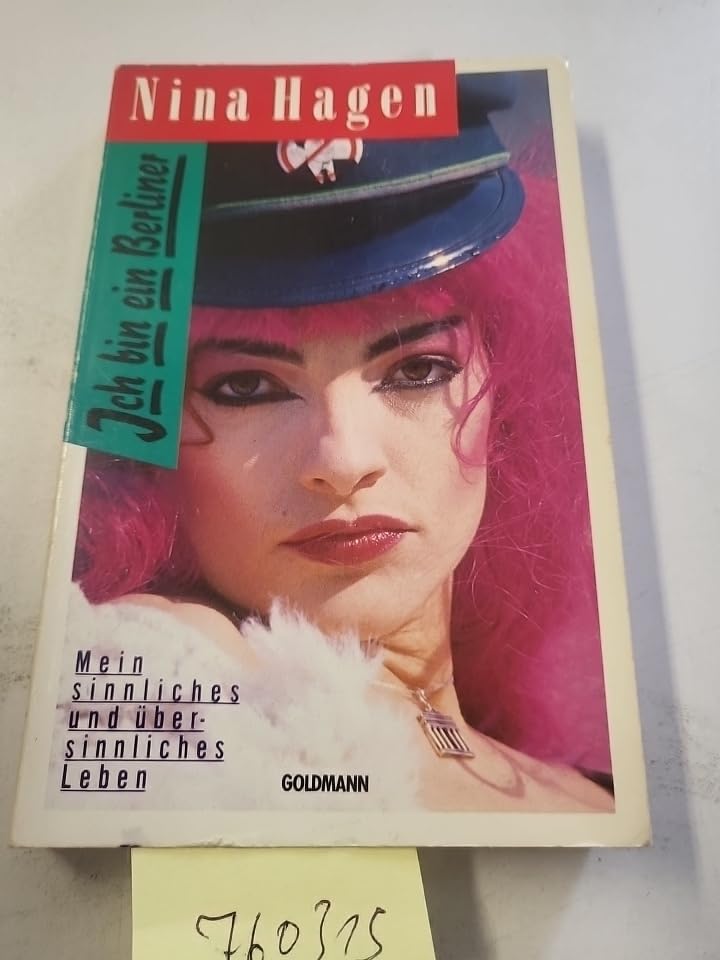 Nina Hagen
Ich bin ein Berliner
Mein
sinnliches
und über-
sinnliches
Leben
GOLDMANN
760315